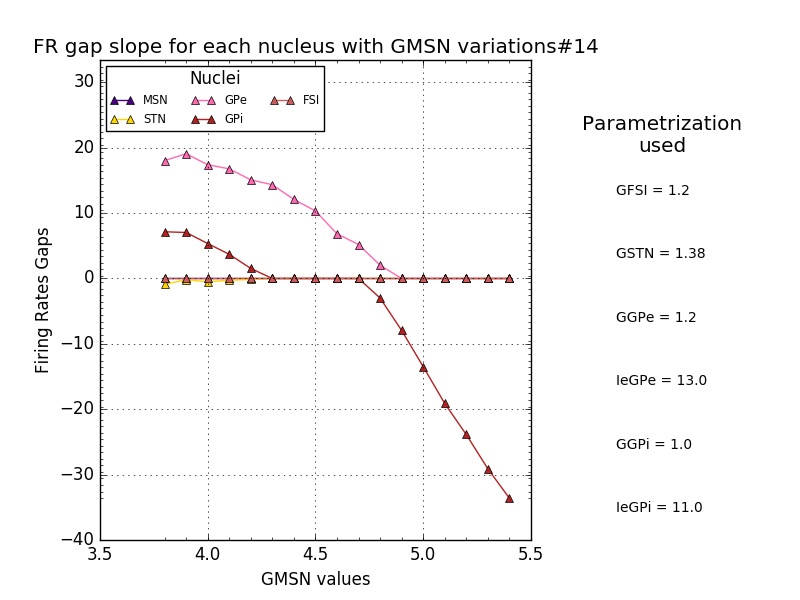 FR gap slope for each nucleus with GMSN variations#14
Nuclei
MSN GPe FSI
STN GPi
30
20
10
0
−10
−20
−30
−40
Firing Rates Gaps
3.5 4.0 4.5 5.0 5.5
GMSN values
Parametrization
used
GFSI = 1.2
GSTN = 1.38
GGPe = 1.2
IeGPe = 13.0
GGPi = 1.0
IeGPi = 11.0